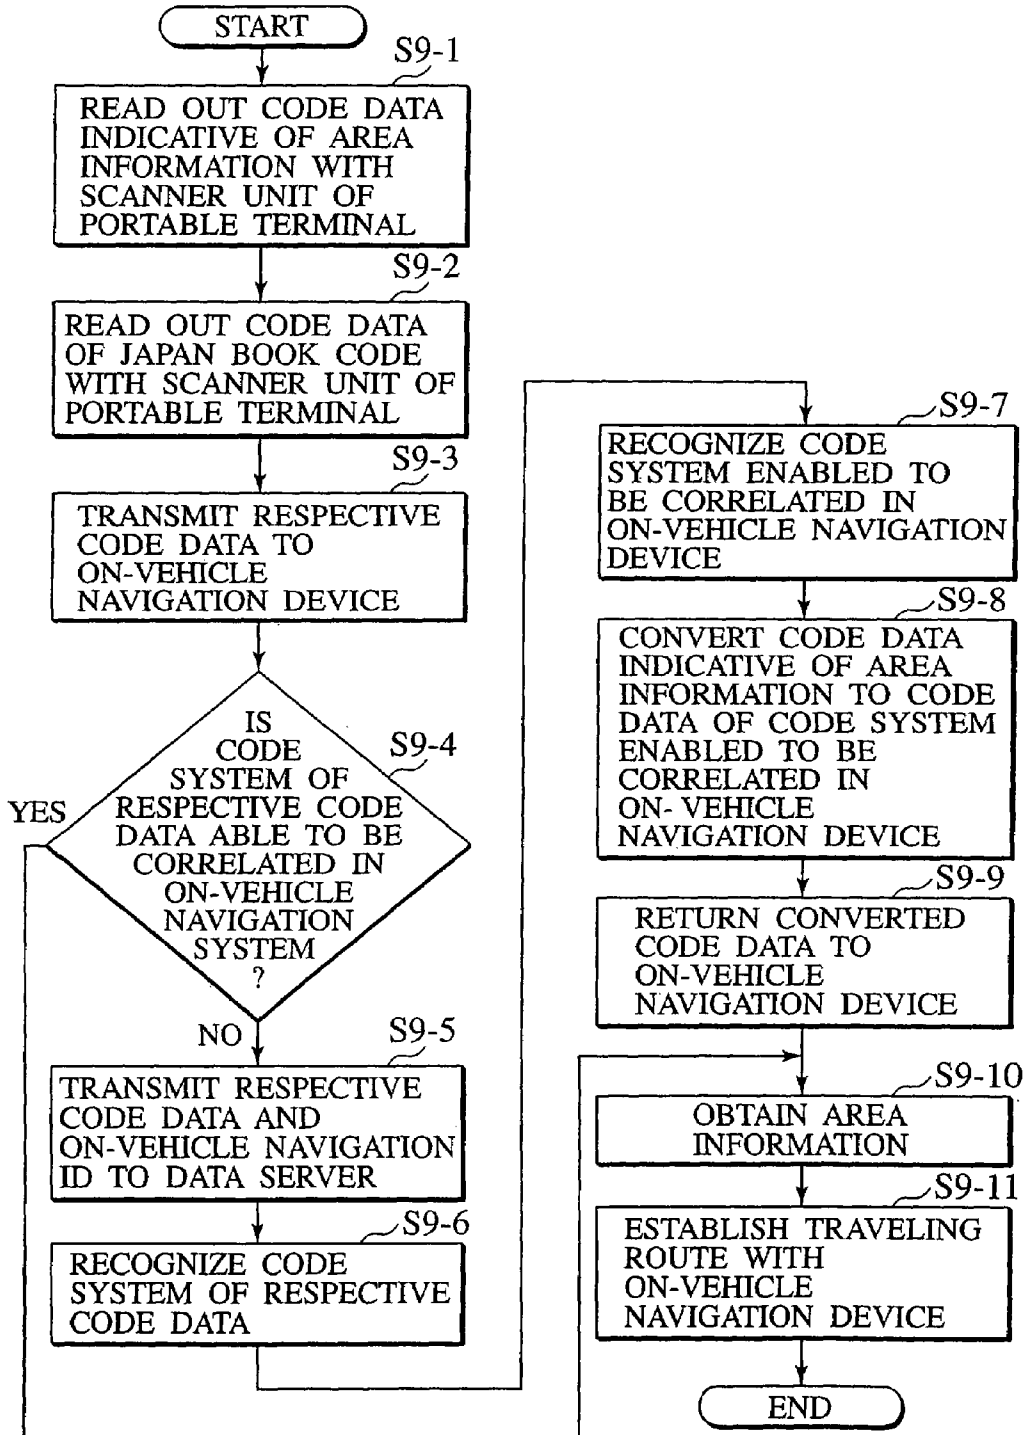 START
S9-1
READ OUT CODE DATA
INDICATIVE OF AREA
INFORMATION WITH
SCANNER UNIT OF
PORTABLE TERMINAL
S9-2
READ OUT CODE DATA
OF JAPAN BOOK CODE
WITH SCANNER UNIT OF
PORTABLE TERMINAL
S9-3
TRANSMIT RESPECTIVE
CODE DATA TO
ON-VEHICLE
NAVIGATION DEVICE
S9-4
IS
CODE
SYSTEM OF
RESPECTIVE CODE
DATA ABLE TO BE
CORRELATED IN
ON-VEHICLE
NAVIGATION
SYSTEM
?
YES
NO
S9-5
TRANSMIT RESPECTIVE
CODE DATA AND
ON-VEHICLE NAVIGATION
ID TO DATA SERVER
S9-6
RECOGNIZE CODE
SYSTEM OF RESPECTIVE
CODE DATA
S9-7
RECOGNIZE CODE
SYSTEM ENABLED TO
BE CORRELATED IN
ON-VEHICLE NAVIGATION
DEVICE
S9-8
CONVERT CODE DATA
INDICATIVE OF AREA
INFORMATION TO CODE
DATA OF CODE SYSTEM
ENABLED TO BE
CORRELATED IN
ON- VEHICLE
NAVIGATION DEVICE
S9-9
RETURN CONVERTED
CODE DATA TO
ON-VEHICLE
NAVIGATION DEVICE
S9-10
OBTAIN AREA
INFORMATION
S9-11
ESTABLISH TRAVELING
ROUTE WITH
ON-VEHICLE
NAVIGATION DEVICE
END